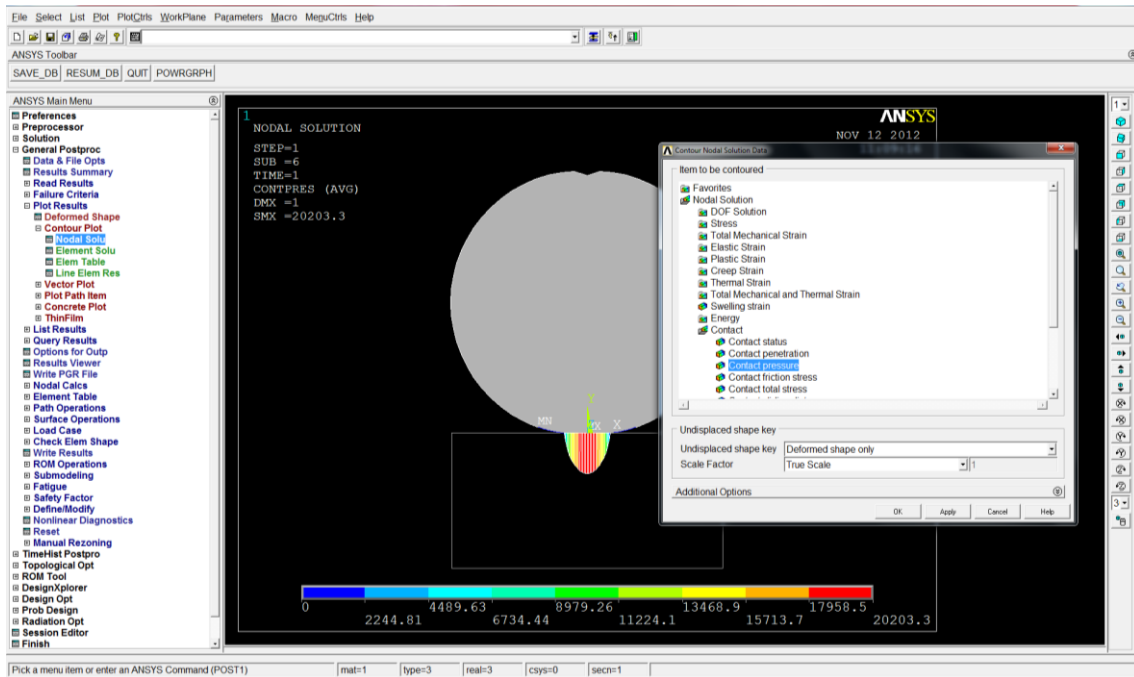 File Select List Plot PlotCtrls WorkPlane Parameters Macro MenuCtrls Help
ANSYS Toolbar
SAVE_DB RESUM_DB QUIT POWRGRPH
ANSYS Main Menu
Preferences
Preprocessor
Solution
General Postproc
Data & File Opts
Results Summary
Read Results
Failure Criteria
Plot Results
Deformed Shape
Contour Plot
Nodal Solu
Element Solu
Elem Table
Line Elem Res
Vector Plot
Plot Path Item
Concrete Plot
ThinFilm
List Results
Query Results
Options for Outp
Results Viewer
Write PGR File
Nodal Calcs
Element Table
Path Operations
Surface Operations
Load Case
Check Elem Shape
Write Results
ROM Operations
Submodeling
Fatigue
Safety Factor
Define/Modify
Nonlinear Diagnostics
Reset
Manual Rezoning
TimeHist Postpro
Topological Opt
ROM Tool
DesignXplorer
Design Opt
Prob Design
Radiation Opt
Session Editor
Finish
1
NODAL SOLUTION
STEP=1
SUB =6
TIME=1
CONTPRES (AVG)
DMX =1
SMX =20203.3
ANSYS
NOV 12 2012
Y
MN
X
0
4489.63
8979.26
13468.9
17958.5
2244.81
6734.44
11224.1
15713.7
20203.3
Contour Nodal Solution Data
Item to be contoured
Favorites
Nodal Solution
DOF Solution
Stress
Total Mechanical Strain
Elastic Strain
Plastic Strain
Creep Strain
Thermal Strain
Total Mechanical and Thermal Strain
Swelling strain
Energy
Contact
Contact status
Contact penetration
Contact pressure
Contact friction stress
Contact total stress
Undisplaced shape key
Undisplaced shape key Deformed shape only
Scale Factor True Scale 1
Additional Options
OK Apply Cancel Help
1
3
Pick a menu item or enter an ANSYS Command (POST1) mat=1 type=3 real=3 csys=0 secn=1